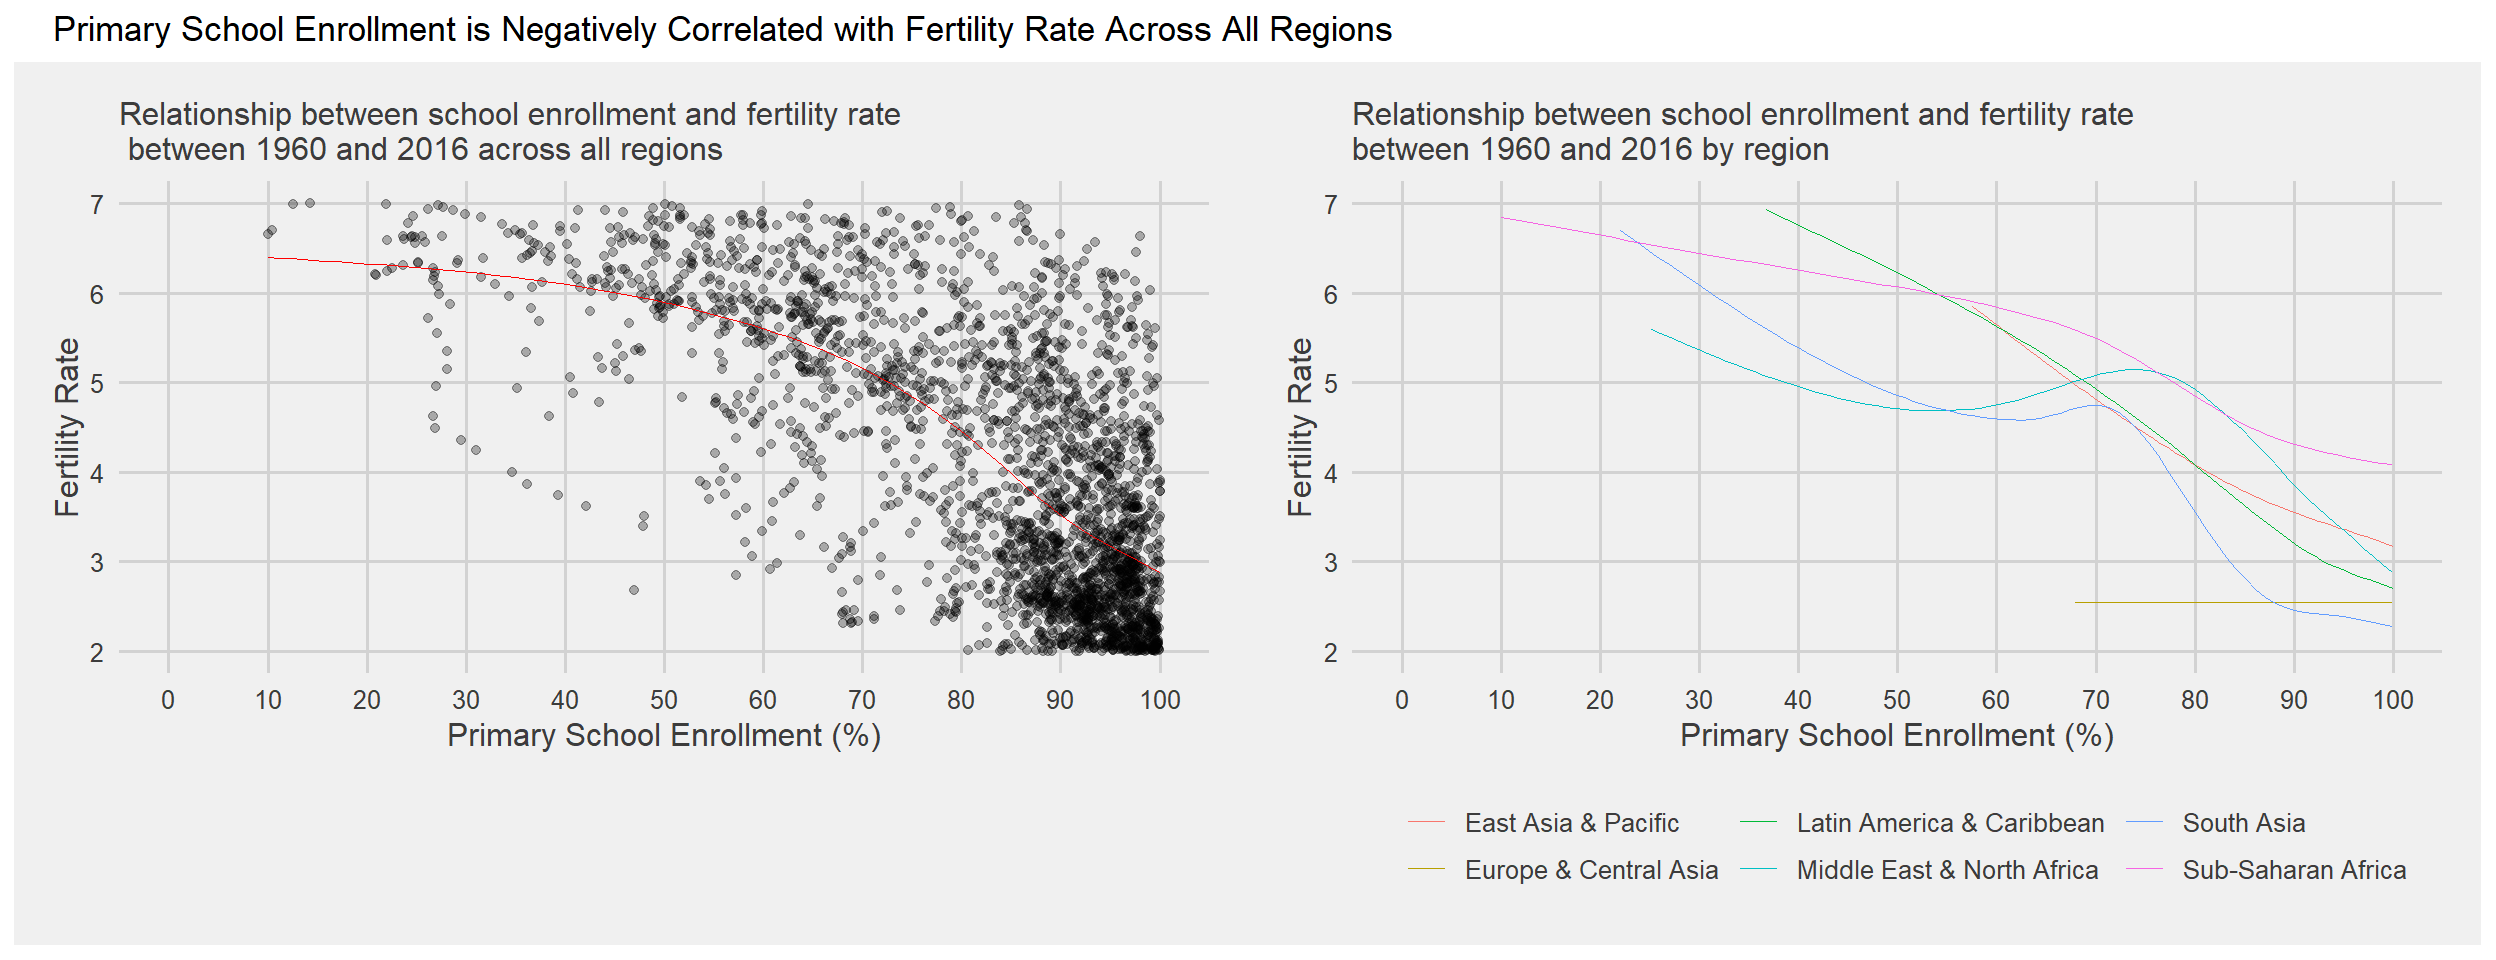 Primary School Enrollment is Negatively Correlated with Fertility Rate Across All Regions
Relationship between school enrollment and fertility rate
between 1960 and 2016 across all regions
7
6
5
4
3
2
Fertility Rate
0 10 20 30 40 50 60 70 80 90 100
Primary School Enrollment (%)
Relationship between school enrollment and fertility rate
between 1960 and 2016 by region
7
6
5
4
3
2
Fertility Rate
0 10 20 30 40 50 60 70 80 90 100
Primary School Enrollment (%)
East Asia & Pacific Latin America & Caribbean South Asia
Europe & Central Asia Middle East & North Africa Sub-Saharan Africa